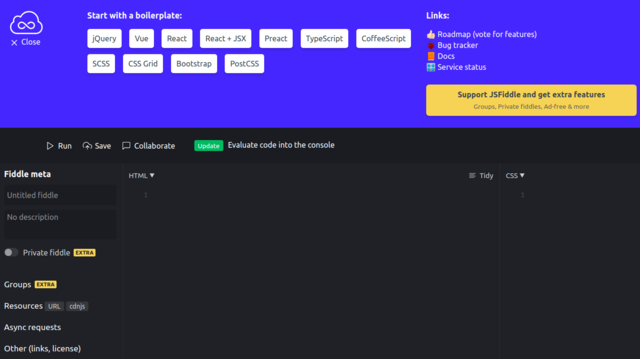 Start with a boilerplate:
Links:
Close
jQuery Vue React React + JSX Preact TypeScript CoffeeScript
SCSS CSS Grid Bootstrap PostCSS
Roadmap (vote for features)
Bug tracker
Docs
Service status
Support JSFiddle and get extra features
Groups, Private fiddles, Ad-free & more
Run Save Collaborate Update Evaluate code into the console
Fiddle meta
HTML ▼ Tidy CSS ▼
Untitled fiddle
1 1
No description
Private fiddle EXTRA
Groups EXTRA
Resources URL cdnjs
Async requests
Other (links, license)